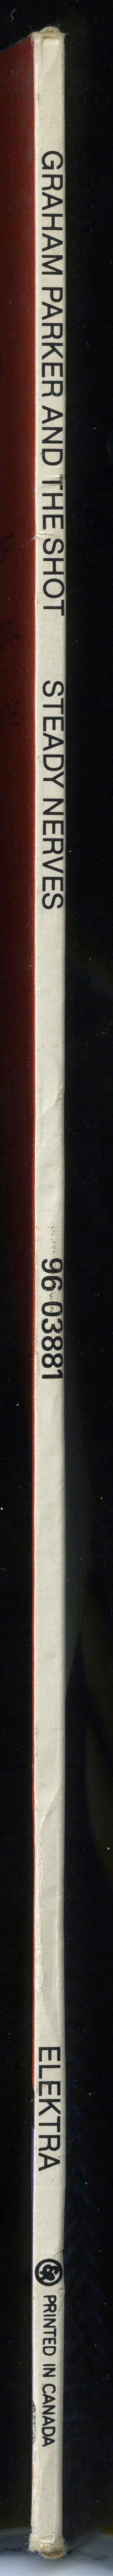 GRAHAM PARKER AND THE SHOT STEADY NERVES 96 03881 ELEKTRA PRINTED IN CANADA